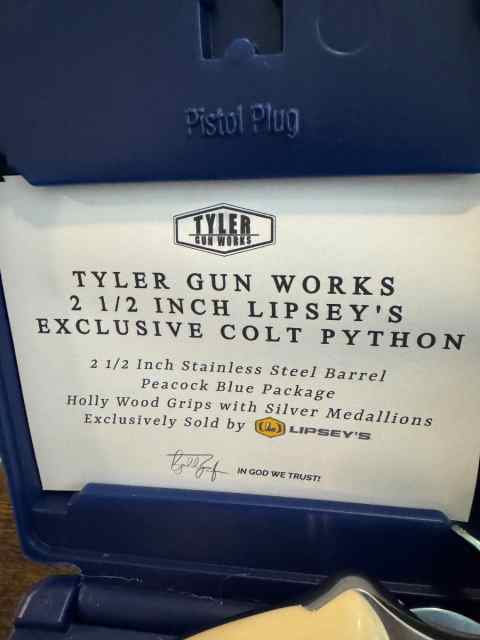 Pistol Plug
TYLER
GUN WORKS
TYLER GUN WORKS
2 1/2 INCH LIPSEY'S
EXCLUSIVE COLT PYTHON
2 1/2 Inch Stainless Steel Barrel
Peacock Blue Package
Holly Wood Grips with Silver Medallions
Exclusively Sold by LIPSEY'S
IN GOD WE TRUST!